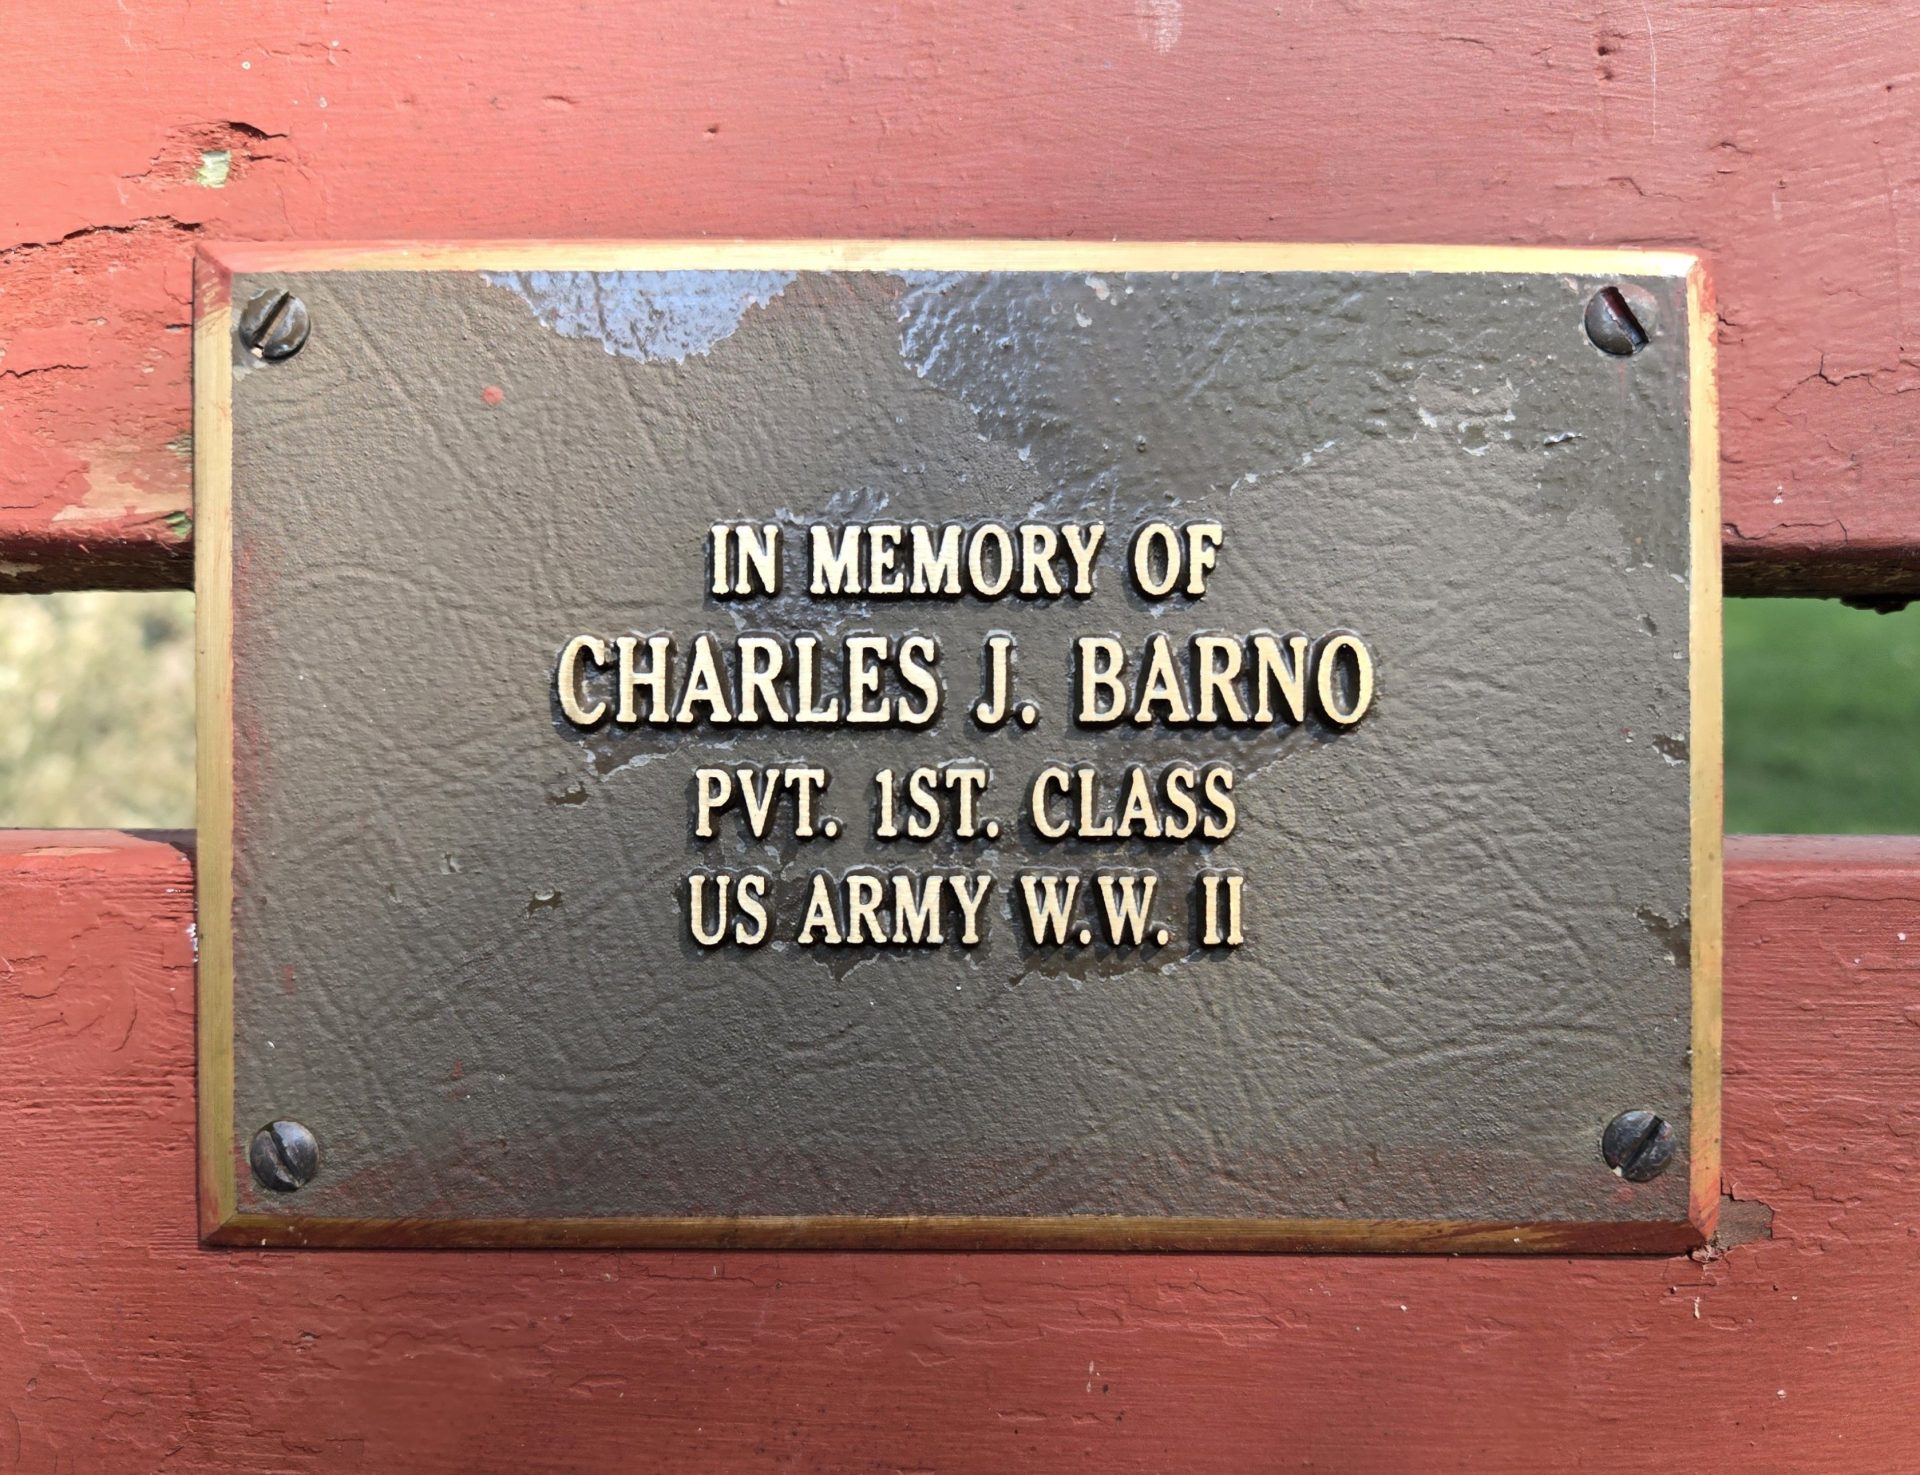 IN MEMORY OF
CHARLES J. BARNO
PVT. 1ST. CLASS
US ARMY W.W. II